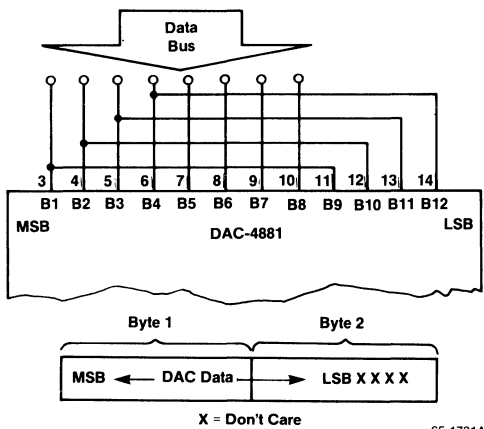 Data
Bus
3 4 5 6 7 8 9 10 11 12 13 14
B1 B2 B3 B4 B5 B6 B7 B8 B9 B10 B11 B12
MSB DAC-4881 LSB
Byte 1 Byte 2
MSB DAC Data LSB X X X X
X = Don't Care